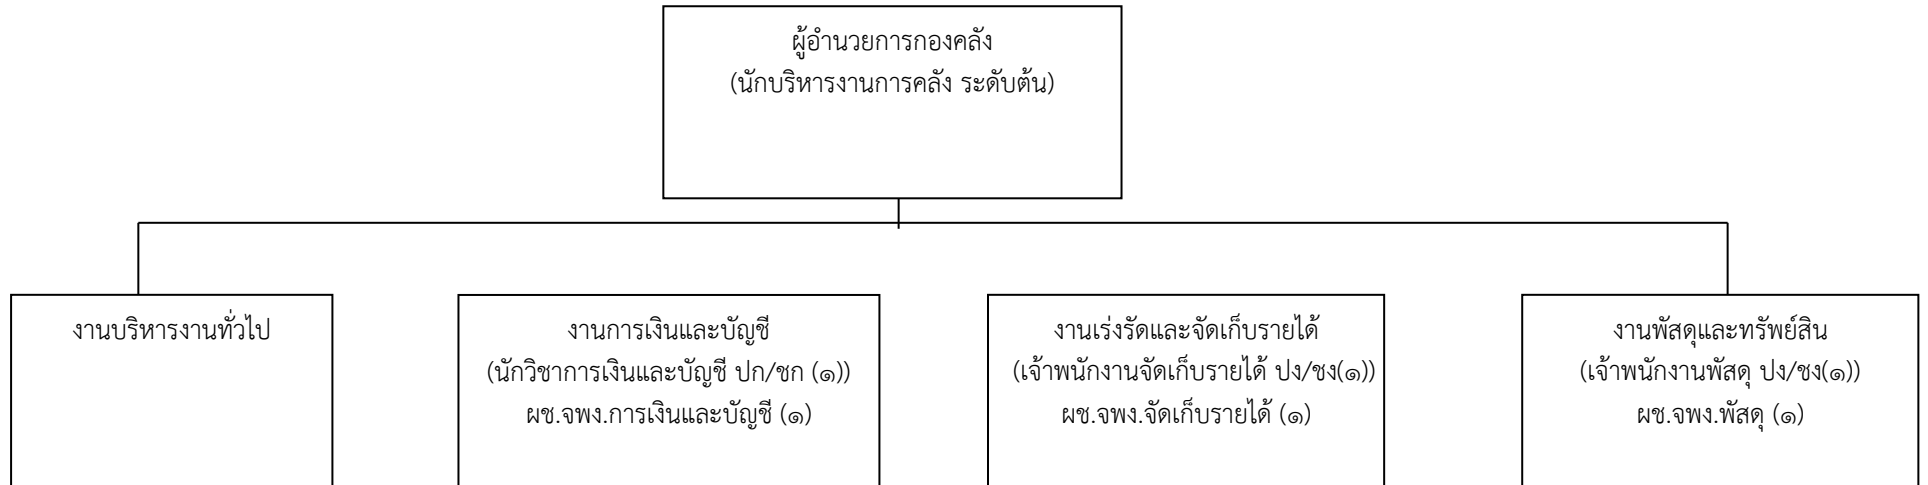 ผู้อำนวยการกองคลัง
(นักบริหารงานการคลัง ระดับต้น)
งานบริหารงานทั่วไป
งานการเงินและบัญชี
(นักวิชาการเงินและบัญชี ปก/ชก (๑))
ผช.จพง.การเงินและบัญชี (๑)
งานเร่งรัดและจัดเก็บรายได้
(เจ้าพนักงานจัดเก็บรายได้ ปง/ชง(๑))
ผช.จพง.จัดเก็บรายได้ (๑)
งานพัสดุและทรัพย์สิน
(เจ้าพนักงานพัสดุ ปง/ชง(๑))
ผช.จพง.พัสดุ (๑)